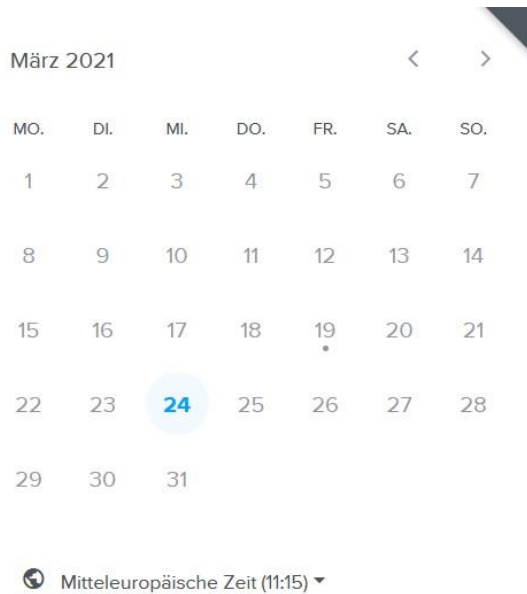 März 2021
MO. DI. MI. DO. FR. SA. SO.
1 2 3 4 5 6 7
8 9 10 11 12 13 14
15 16 17 18 19 20 21
22 23 24 25 26 27 28
29 30 31
Mitteleuropäische Zeit (11:15)